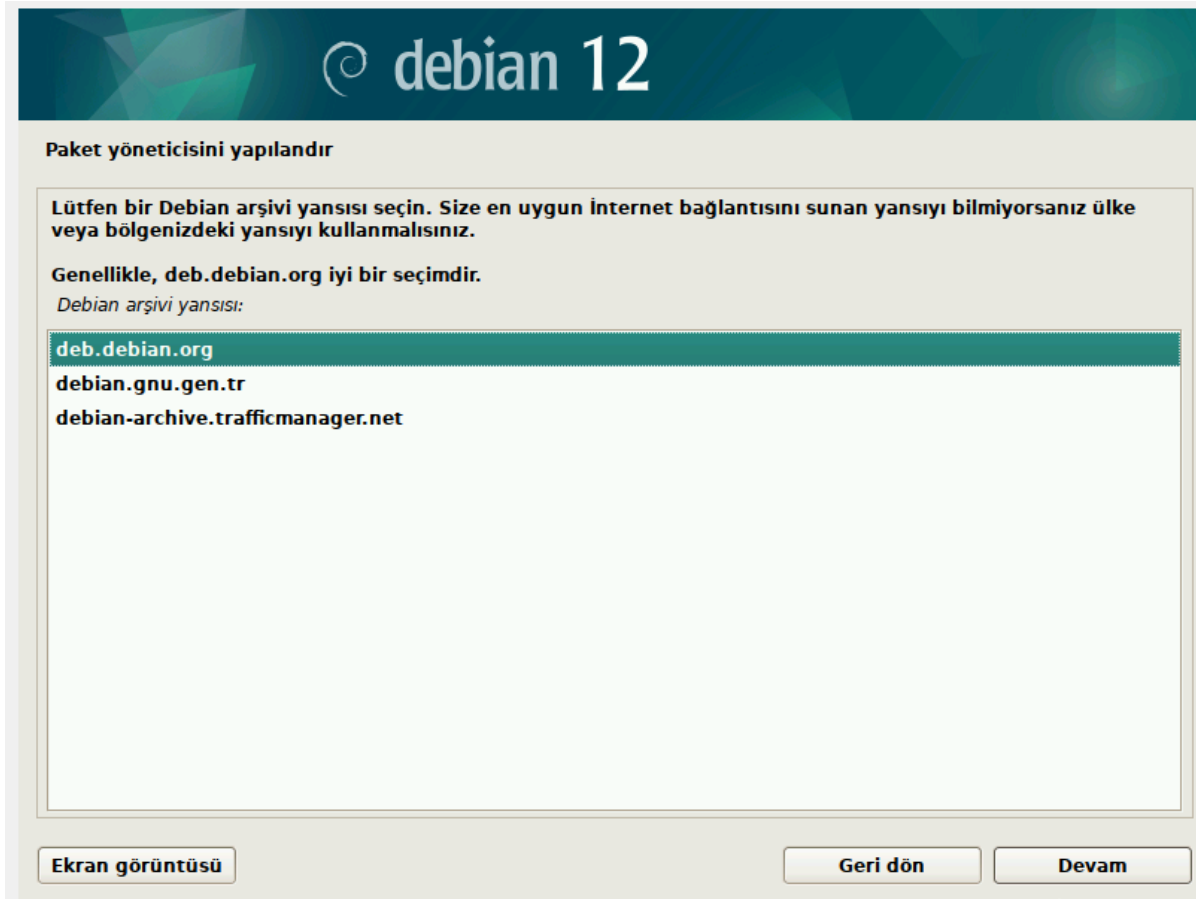 debian 12
Paket yöneticisini yapılandır
Lütfen bir Debian arşivi yansısı seçin. Size en uygun İnternet bağlantısını sunan yansıyı bilmiyorsanız ülke
veya bölgenizdeki yansıyı kullanmalısınız.
Genellikle, deb.debian.org iyi bir seçimdir.
Debian arşivi yansısı:
deb.debian.org
debian.gnu.gen.tr
debian-archive.trafficmanager.net
Ekran görüntüsü
Geri dön
Devam